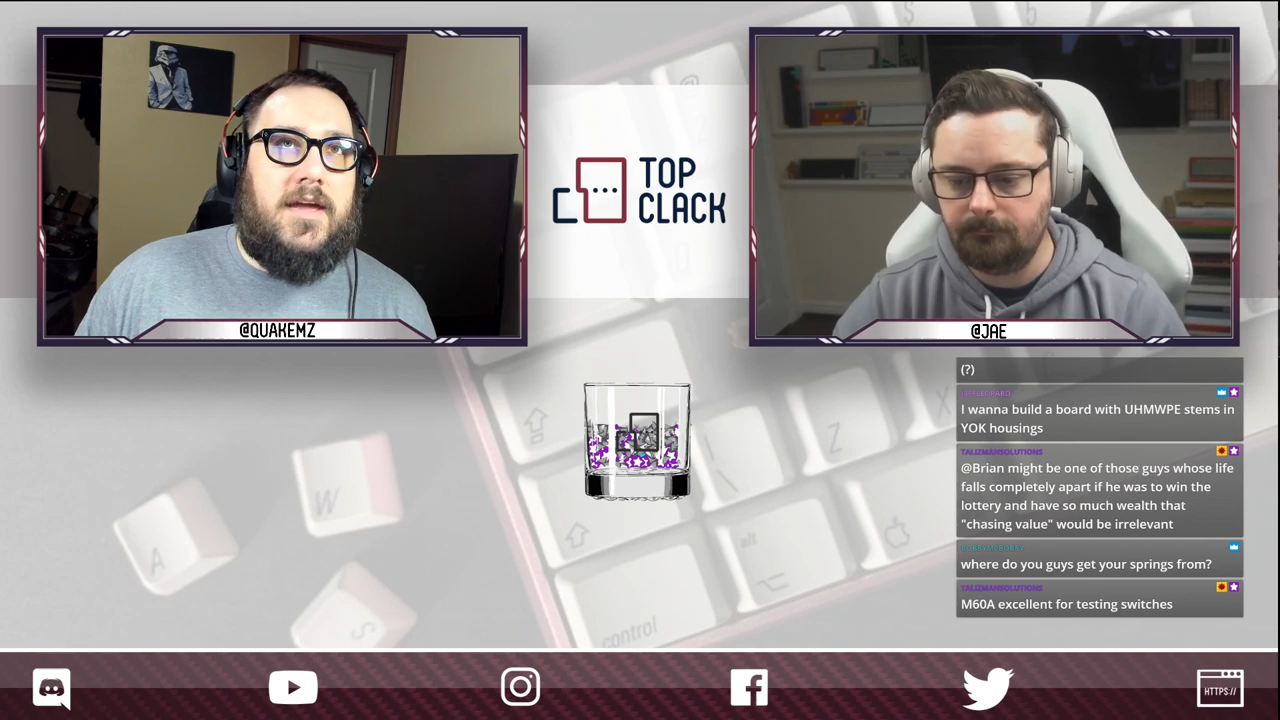 TOP
CLACK
@QUAKEMZ
@JAE
(?)
I wanna build a board with UHMWPE stems in
YOK housings
TALIZMANSOLUTIONS
@Brian might be one of those guys whose life
falls completely apart if he was to win the
lottery and have so much wealth that
"chasing value" would be irrelevant
where do you guys get your springs from?
TALIZMANSOLUTIONS
M60A excellent for testing switches
W
A
S
Z
X
\
alt
control
HTTPS://